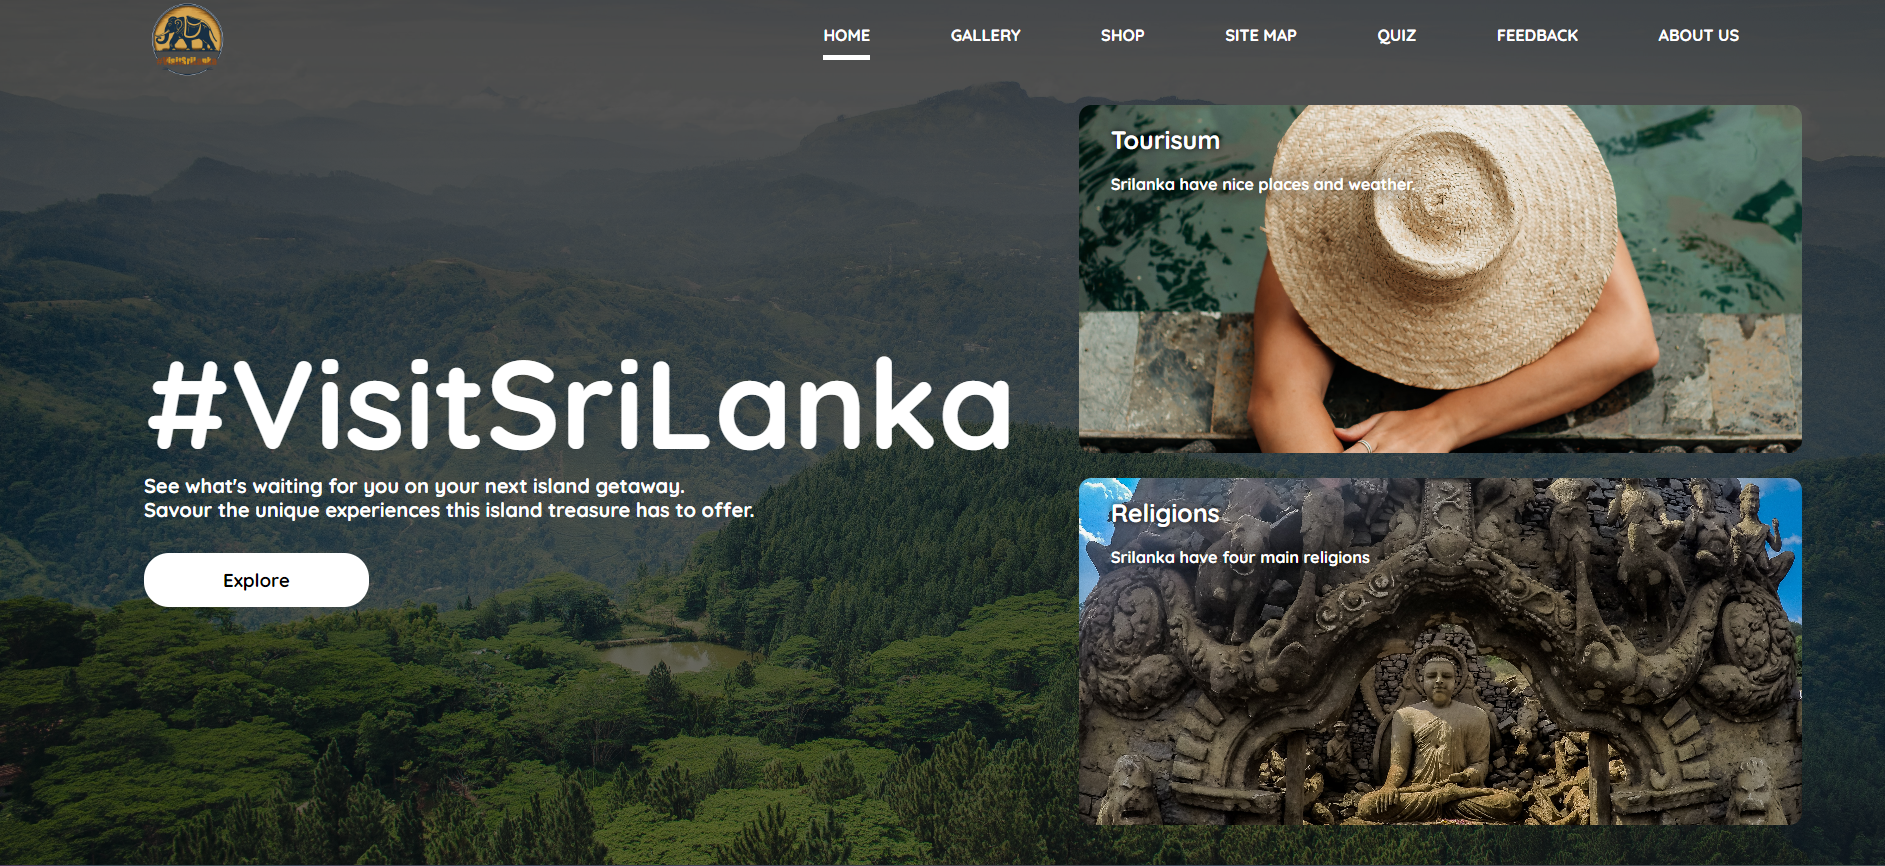 HOME
GALLERY
SHOP
SITE MAP
QUIZ
FEEDBACK
ABOUT US
#VisitSriLanka
See what's waiting for you on your next island getaway.
Savour the unique experiences this island treasure has to offer.
Explore
Tourisum
Srilanka have nice places and weather.
Religions
Srilanka have four main religions